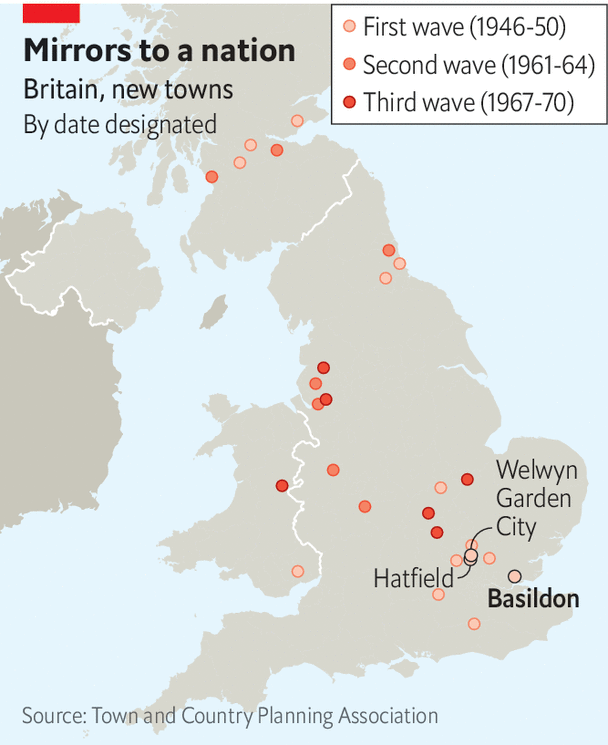 Mirrors to a nation
Britain, new towns
By date designated
First wave (1946-50)
Second wave (1961-64)
Third wave (1967-70)
Welwyn
Garden
City
Hatfield
Basildon
Source: Town and Country Planning Association